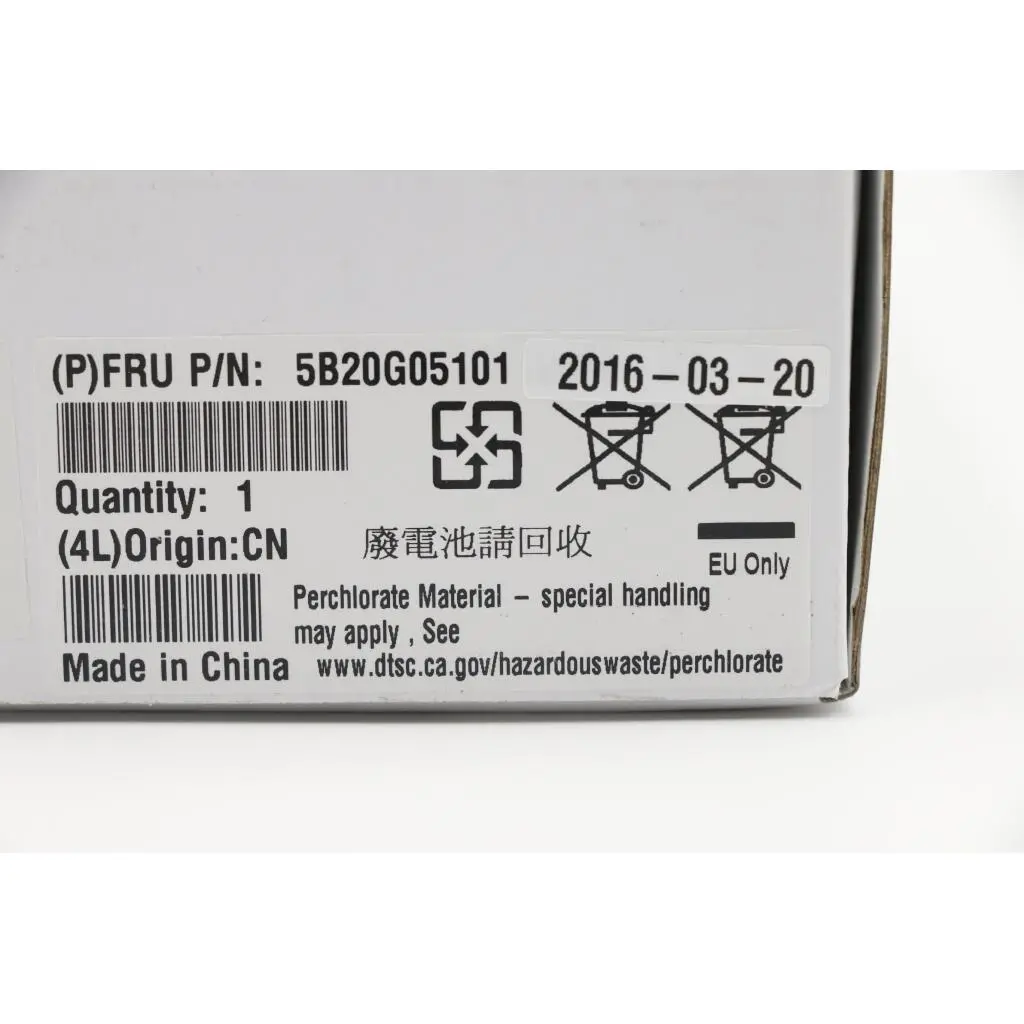 (P)FRU P/N: 5B20G05101 2016-03-20
Quantity: 1
(4L)Origin:CN
廢電池請回收
EU Only
Perchlorate Material – special handling
may apply , See
Made in China www.dtsc.ca.gov/hazardouswaste/perchlorate